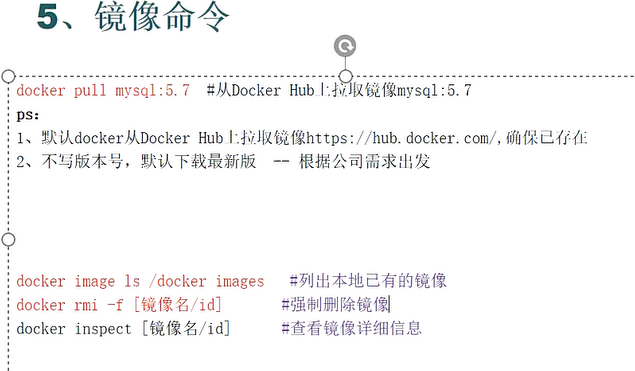 5、镜像命令
docker pull mysql:5.7 #从Docker Hub上拉取镜像mysql:5.7
ps:
1、默认docker从Docker Hub上拉取镜像https://hub.docker.com/,确保已存在
2、不写版本号，默认下载最新版 -- 根据公司需求出发
docker image ls /docker images #列出本地已有的镜像
docker rmi -f [镜像名/id] #强制删除镜像
docker inspect [镜像名/id] #查看镜像详细信息